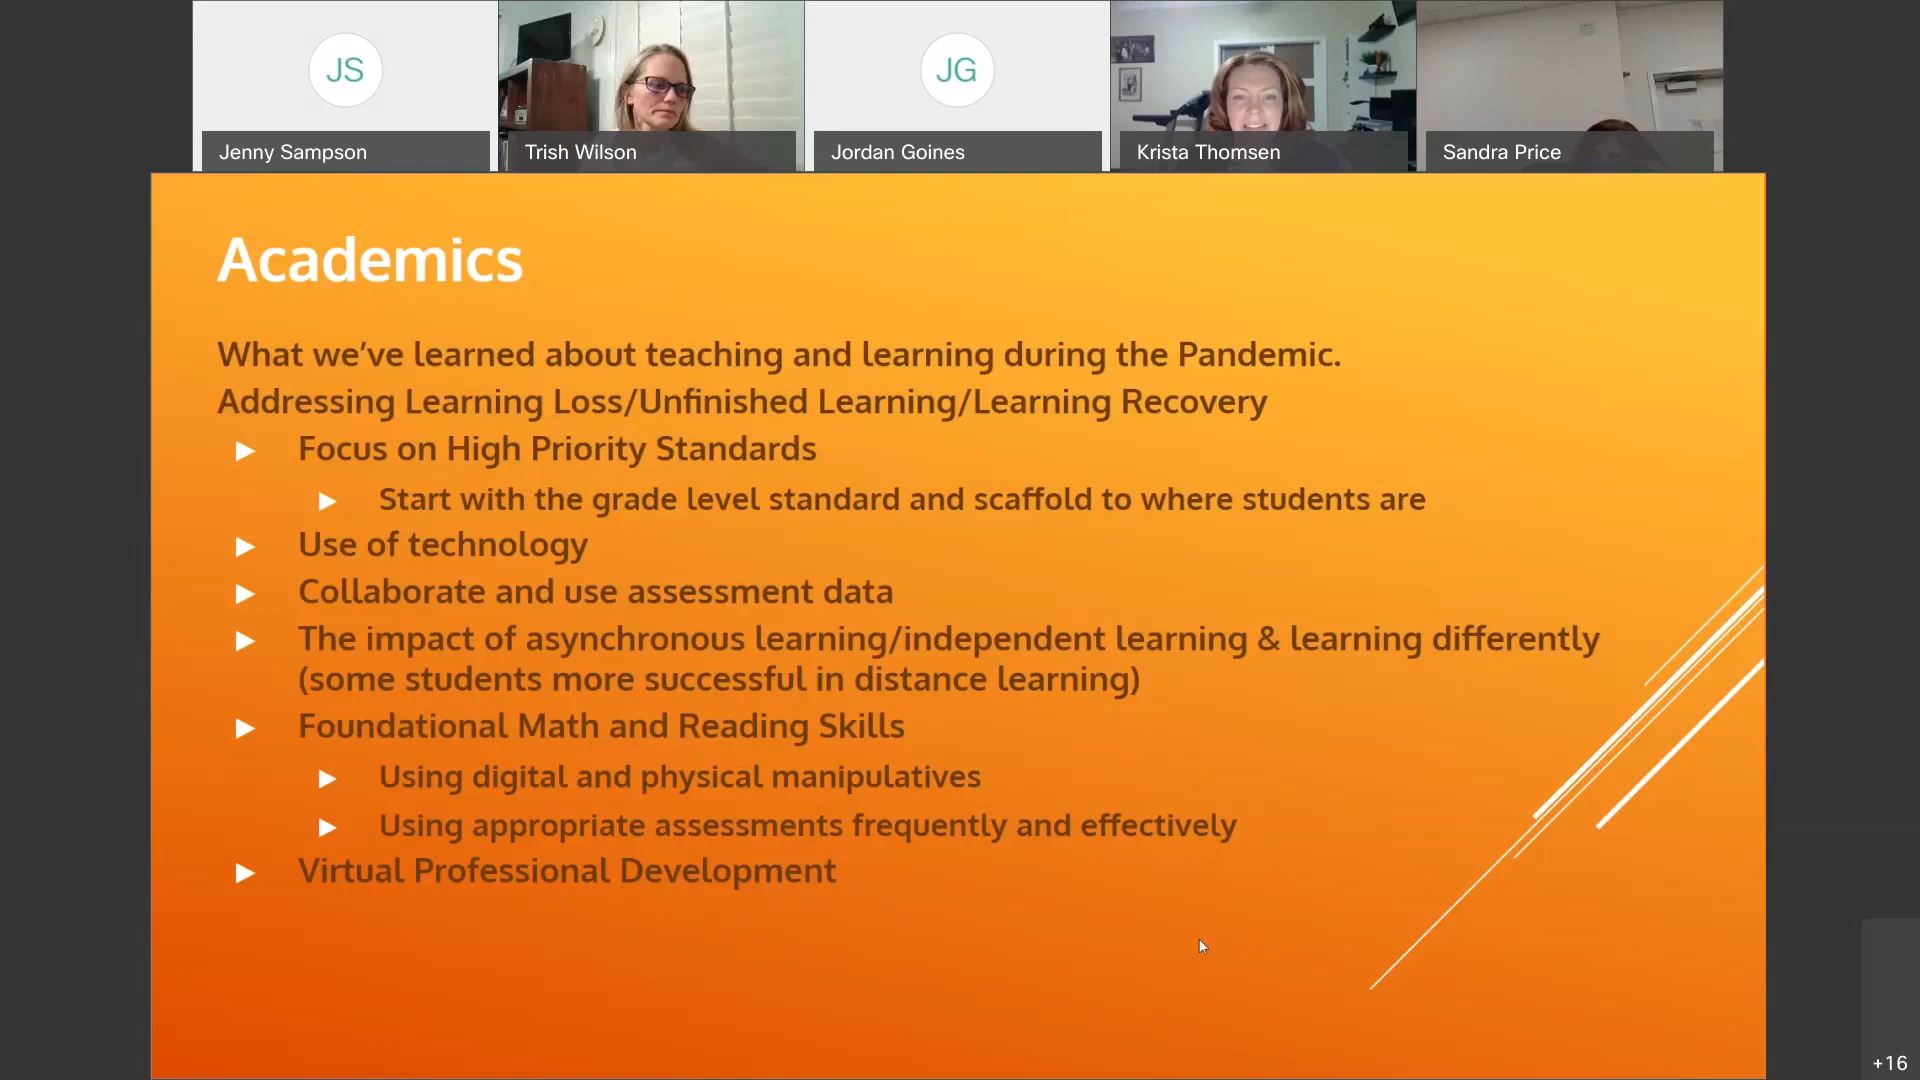 JS
JG
Jenny Sampson
Trish Wilson
Jordan Goines
Krista Thomsen
Sandra Price
Academics
What we’ve learned about teaching and learning during the Pandemic.
Addressing Learning Loss/Unfinished Learning/Learning Recovery
Focus on High Priority Standards
Start with the grade level standard and scaffold to where students are
Use of technology
Collaborate and use assessment data
The impact of asynchronous learning/independent learning & learning differently
(some students more successful in distance learning)
Foundational Math and Reading Skills
Using digital and physical manipulatives
Using appropriate assessments frequently and effectively
Virtual Professional Development
+16